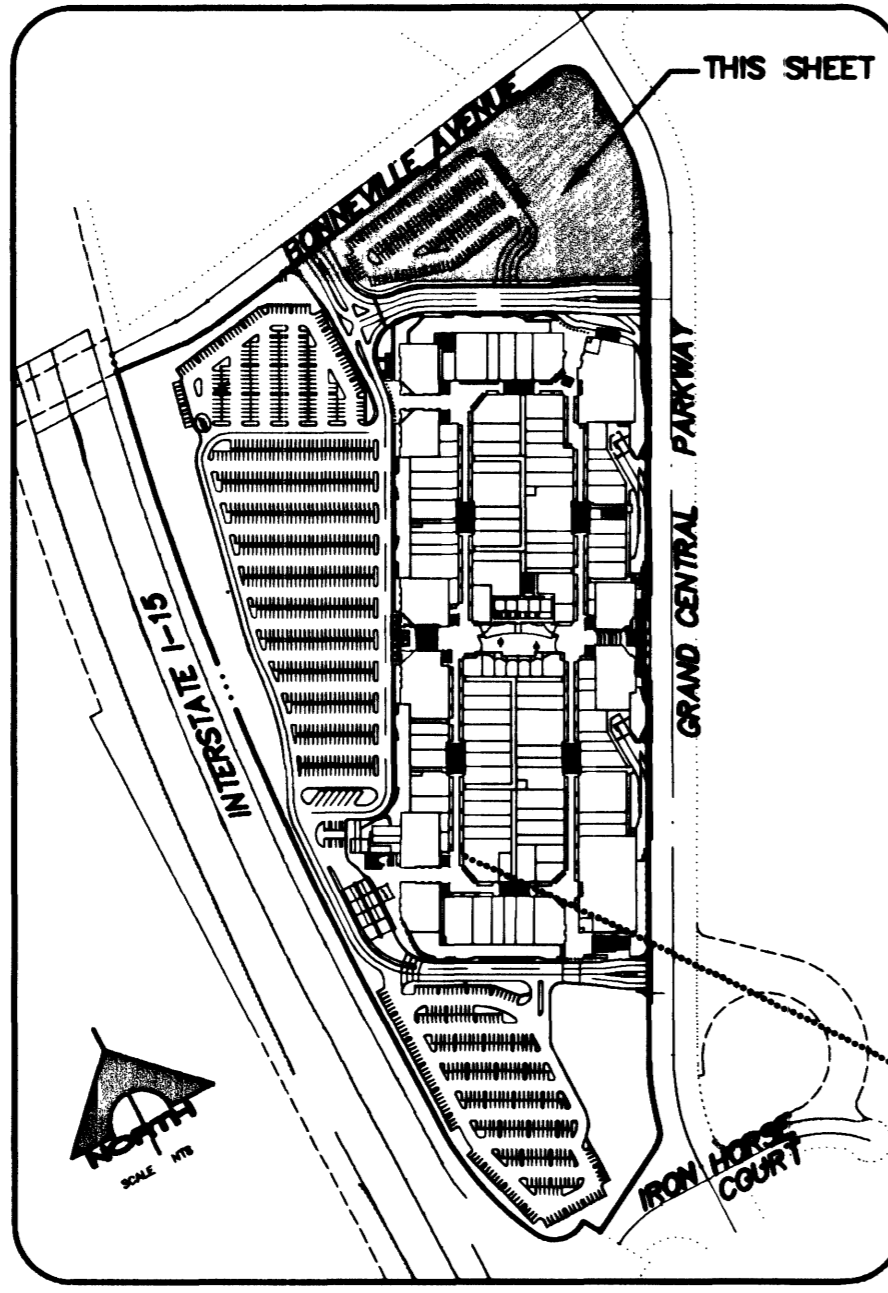 THIS SHEET
BONNEVILLE AVENUE
GRAND CENTRAL PARKWAY
INTERSTATE I-15
NORTH
SCALE NTS
IRON HORSE
COURT